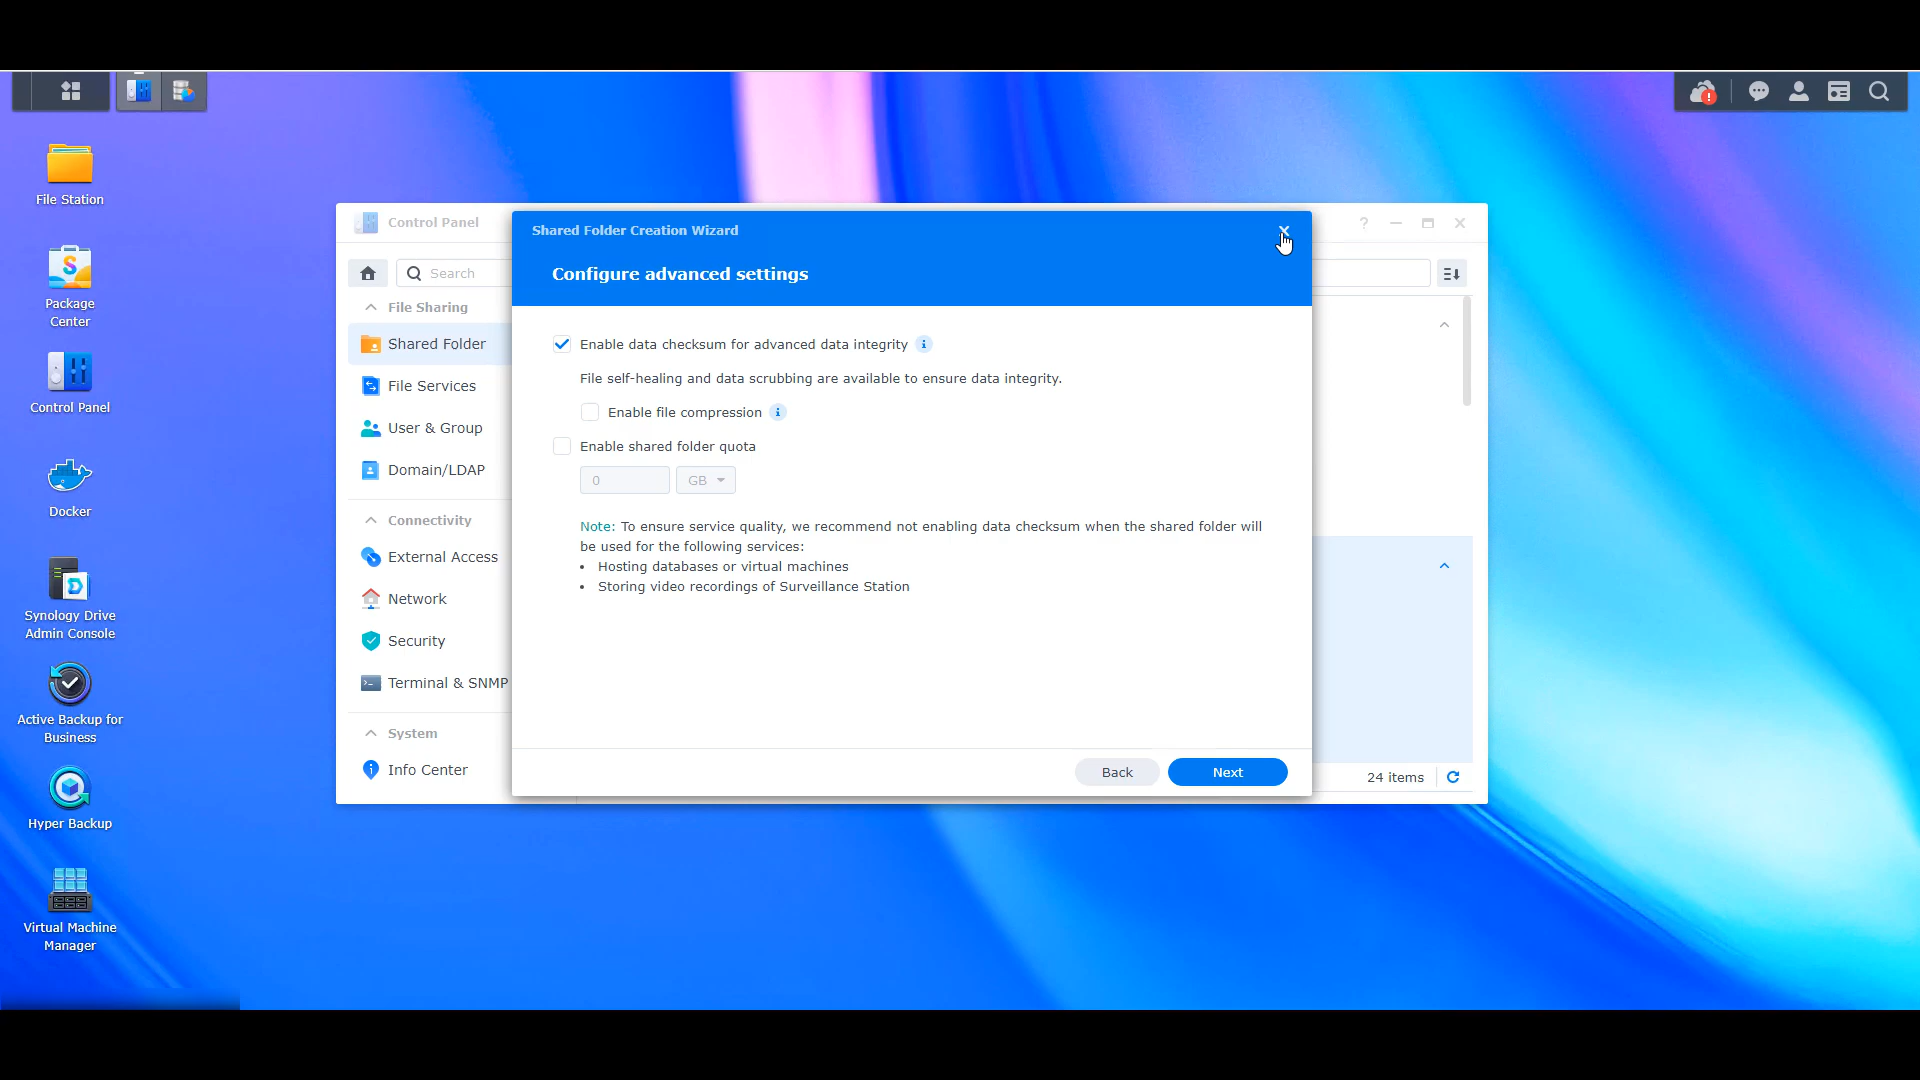 File Station
Package
Center
Control Panel
Docker
Synology Drive
Admin Console
Active Backup for
Business
Hyper Backup
Virtual Machine
Manager
Control Panel
Search
File Sharing
Shared Folder
File Services
User & Group
Domain/LDAP
Connectivity
External Access
Network
Security
Terminal & SNMP
System
Info Center
Shared Folder Creation Wizard
Configure advanced settings
Enable data checksum for advanced data integrity
File self-healing and data scrubbing are available to ensure data integrity.
Enable file compression
Enable shared folder quota
0 GB
Note: To ensure service quality, we recommend not enabling data checksum when the shared folder will
be used for the following services:
• Hosting databases or virtual machines
• Storing video recordings of Surveillance Station
Back Next
24 items